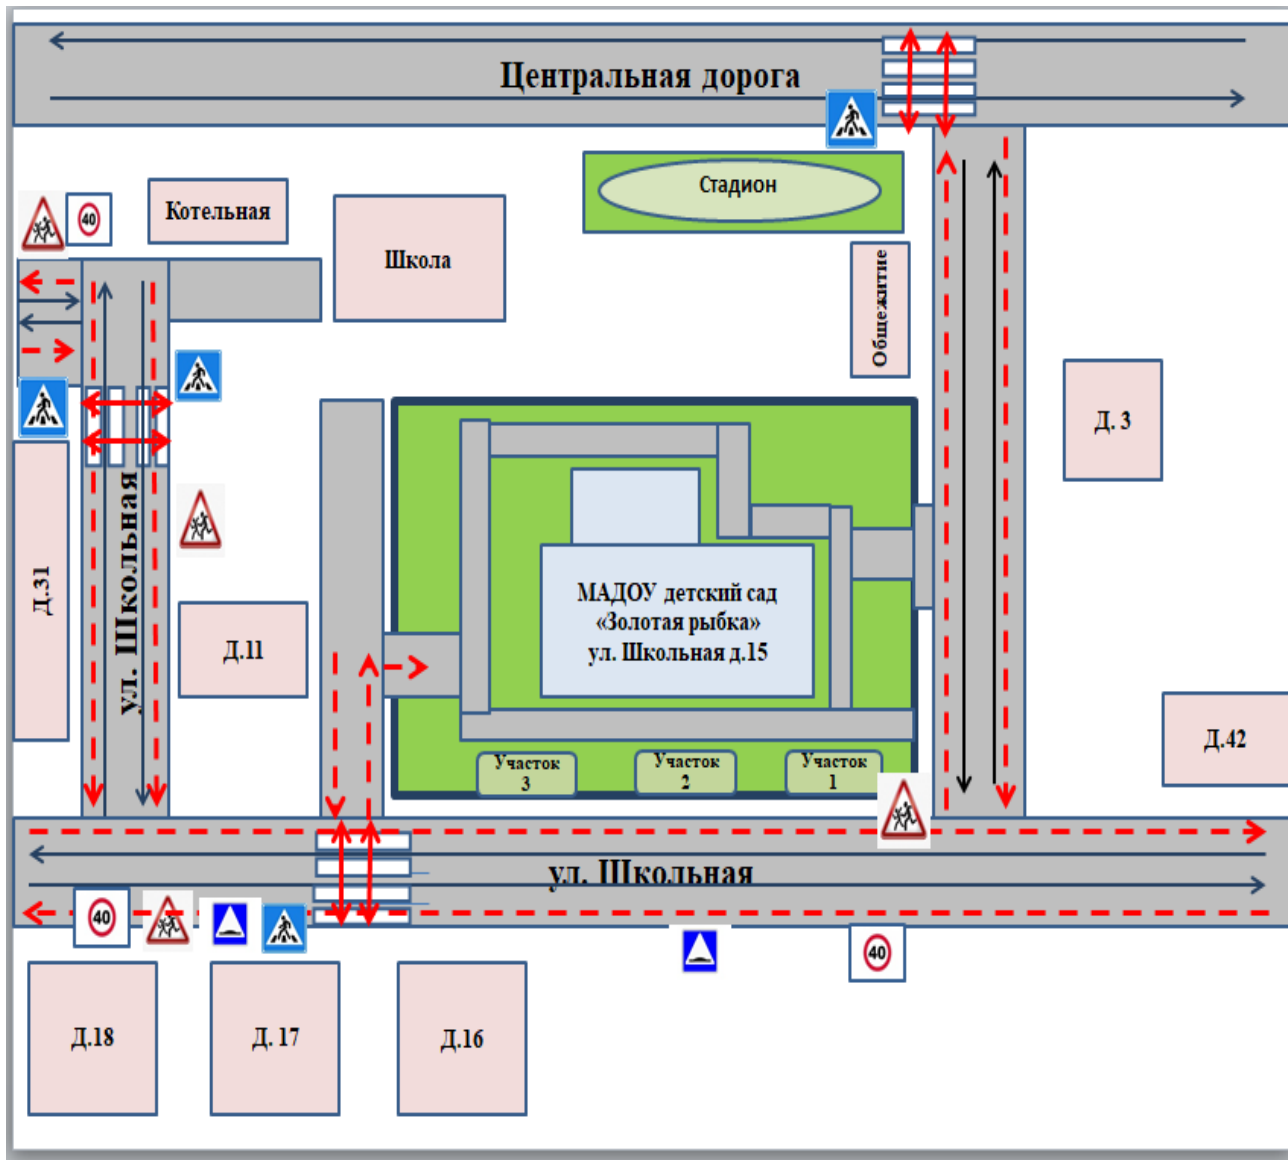 Центральная дорога
Стадион
Котельная
40
Школа
Общежитие
Д. 3
Д.31
ул. Школьная
Д.11
МАДОУ детский сад
«Золотая рыбка»
ул. Школьная д.15
Д.42
Участок
3
Участок
2
Участок
1
ул. Школьная
40
40
Д.18
Д. 17
Д.16